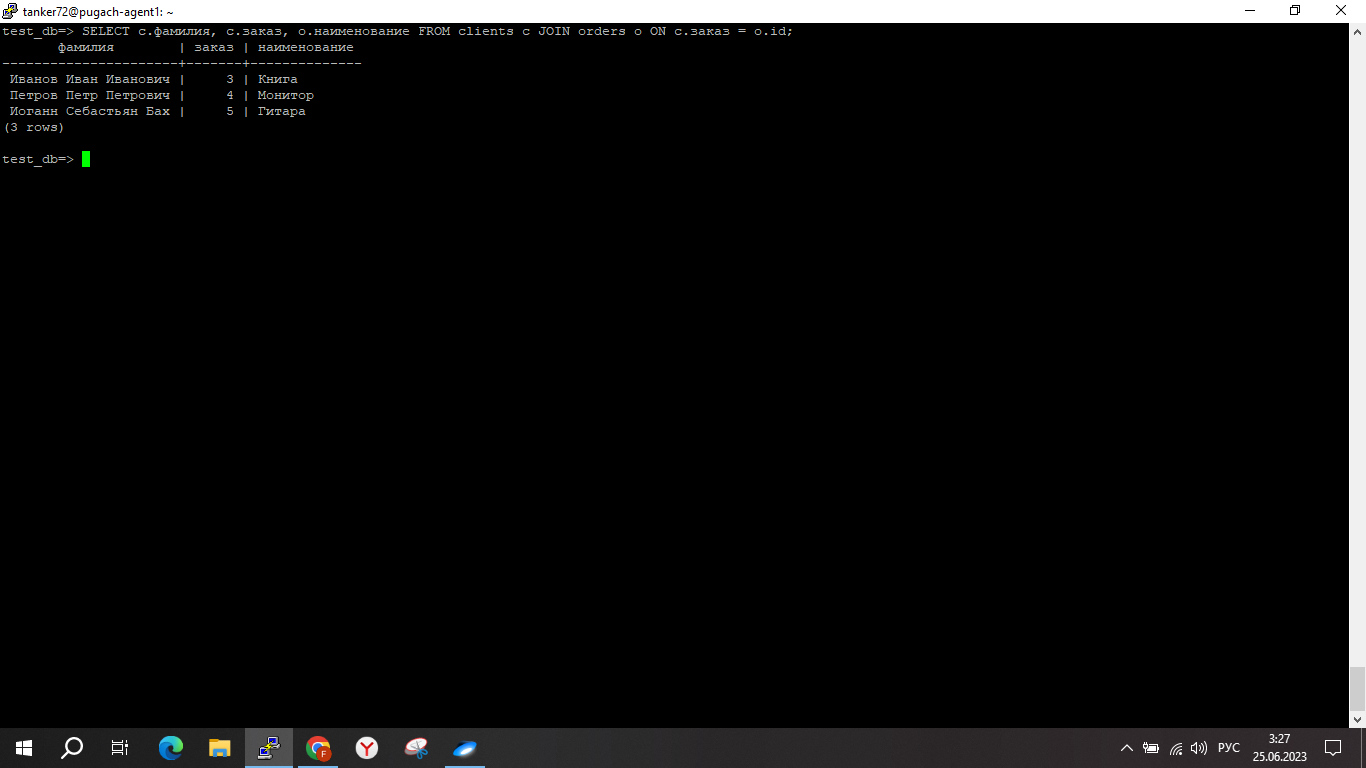 tanker72@pugach-agent1: ~
test_db=> SELECT с.фамилия, с.заказ, о.наименование FROM clients с JOIN orders о ON с.заказ = о.id;
фамилия | заказ | наименование
----------------------+-------+--------------
Иванов Иван Иванович | 3 | Книга
Петров Петр Петрович | 4 | Монитор
Иоганн Себастьян Бах | 5 | Гитара
(3 rows)
test_db=>
F
Y
РУС
3:27
25.06.2023